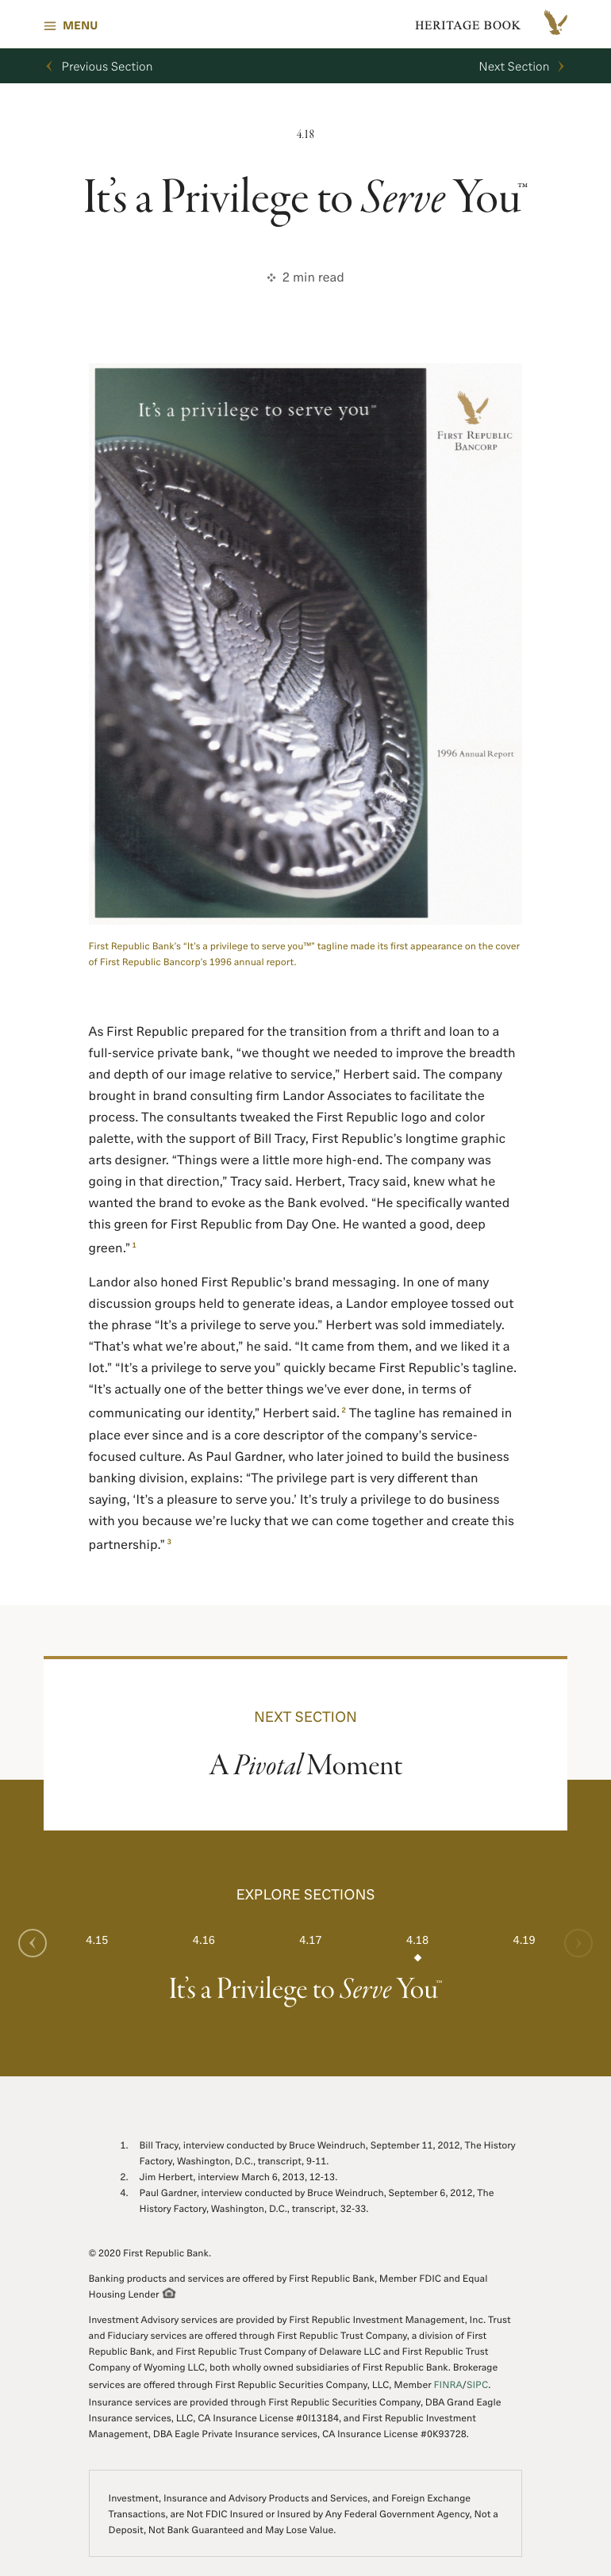 MENU
HERITAGE BOOK
Previous Section
Next Section
4.18
It’s a Privilege to Serve You™
2 min read
It’s a privilege to serve you™
First Republic
Bancorp
1996 Annual Report
First Republic Bank’s “It’s a privilege to serve you™” tagline made its first appearance on the cover
of First Republic Bancorp’s 1996 annual report.
As First Republic prepared for the transition from a thrift and loan to a
full-service private bank, “we thought we needed to improve the breadth
and depth of our image relative to service,” Herbert said. The company
brought in brand consulting firm Landor Associates to facilitate the
process. The consultants tweaked the First Republic logo and color
palette, with the support of Bill Tracy, First Republic’s longtime graphic
arts designer. “Things were a little more high-end. The company was
going in that direction,” Tracy said. Herbert, Tracy said, knew what he
wanted the brand to evoke as the Bank evolved. “He specifically wanted
this green for First Republic from Day One. He wanted a good, deep
green.” 1
Landor also honed First Republic’s brand messaging. In one of many
discussion groups held to generate ideas, a Landor employee tossed out
the phrase “It’s a privilege to serve you.” Herbert was sold immediately.
“That’s what we’re about,” he said. “It came from them, and we liked it a
lot.” “It’s a privilege to serve you” quickly became First Republic’s tagline.
“It’s actually one of the better things we’ve ever done, in terms of
communicating our identity,” Herbert said. 2 The tagline has remained in
place ever since and is a core descriptor of the company’s service-
focused culture. As Paul Gardner, who later joined to build the business
banking division, explains: “The privilege part is very different than
saying, ‘It’s a pleasure to serve you.’ It’s truly a privilege to do business
with you because we’re lucky that we can come together and create this
partnership.” 3
NEXT SECTION
A Pivotal Moment
EXPLORE SECTIONS
4.15 4.16 4.17 4.18 4.19
It’s a Privilege to Serve You™
1. Bill Tracy, interview conducted by Bruce Weindruch, September 11, 2012, The History
Factory, Washington, D.C., transcript, 9-11.
2. Jim Herbert, interview March 6, 2013, 12-13.
4. Paul Gardner, interview conducted by Bruce Weindruch, September 6, 2012, The
History Factory, Washington, D.C., transcript, 32-33.
© 2020 First Republic Bank.
Banking products and services are offered by First Republic Bank, Member FDIC and Equal
Housing Lender
Investment Advisory services are provided by First Republic Investment Management, Inc. Trust
and Fiduciary services are offered through First Republic Trust Company, a division of First
Republic Bank, and First Republic Trust Company of Delaware LLC and First Republic Trust
Company of Wyoming LLC, both wholly owned subsidiaries of First Republic Bank. Brokerage
services are offered through First Republic Securities Company, LLC, Member FINRA/SIPC.
Insurance services are provided through First Republic Securities Company, DBA Grand Eagle
Insurance services, LLC, CA Insurance License #0I13184, and First Republic Investment
Management, DBA Eagle Private Insurance services, CA Insurance License #0K93728.
Investment, Insurance and Advisory Products and Services, and Foreign Exchange
Transactions, are Not FDIC Insured or Insured by Any Federal Government Agency, Not a
Deposit, Not Bank Guaranteed and May Lose Value.